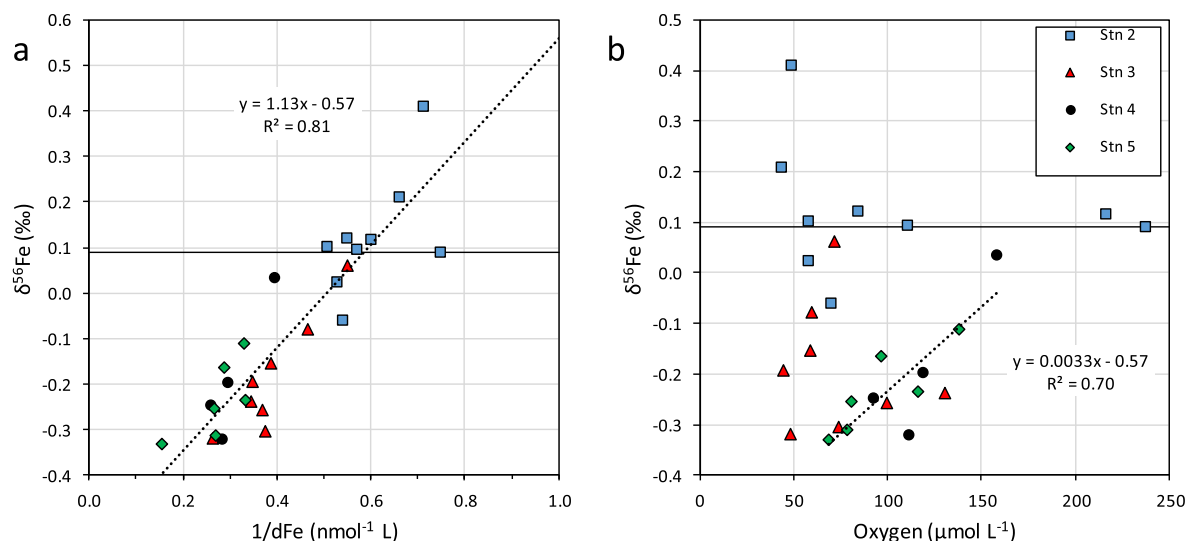 a
0.6
0.5
0.4
0.3
0.2
0.1
0.0
-0.1
-0.2
-0.3
-0.4
δ⁵⁶Fe (‰)
y = 1.13x - 0.57
R² = 0.81
0.0 0.2 0.4 0.6 0.8 1.0
1/dFe (nmol⁻¹ L)
b
0.5
0.4
0.3
0.2
0.1
0.0
-0.1
-0.2
-0.3
-0.4
δ⁵⁶Fe (‰)
Stn 2
Stn 3
Stn 4
Stn 5
y = 0.0033x - 0.57
R² = 0.70
0 50 100 150 200 250
Oxygen (μmol L⁻¹)